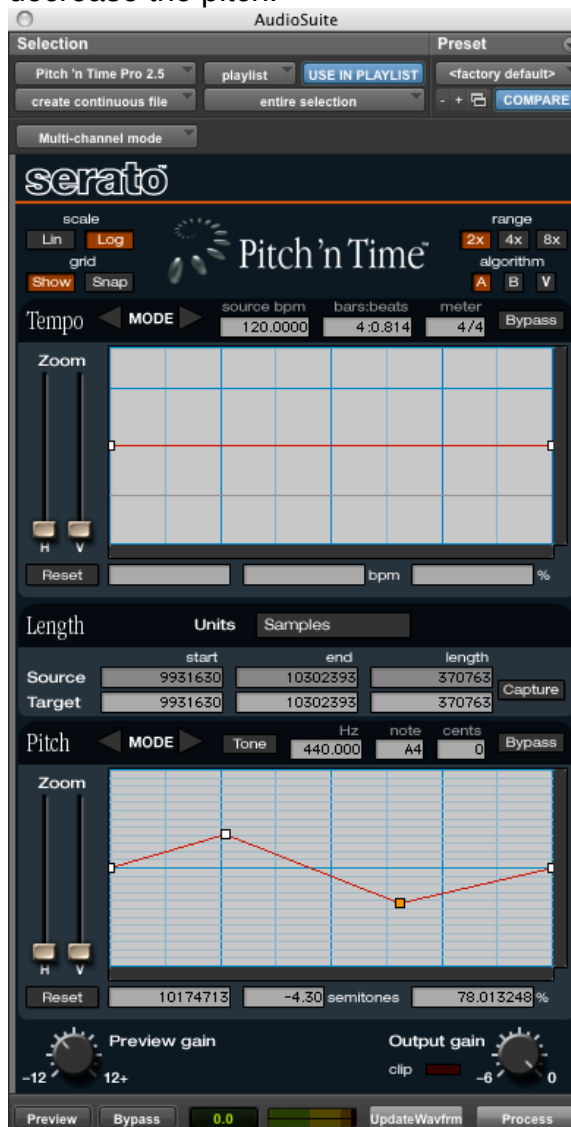 decrease the pitch.
AudioSuite
Selection Preset
Pitch 'n Time Pro 2.5 playlist USE IN PLAYLIST <factory default>
create continuous file entire selection - + COMPARE
Multi-channel mode
serato
scale range
Lin Log Pitch 'n Time™ 2x 4x 8x
grid algorithm
Show Snap A B V
source bpm bars:beats meter
Tempo MODE 120.0000 4:0.814 4/4 Bypass
Zoom
H V
Reset bpm %
Length Units Samples
start end length
Source 9931630 10302393 370763
Capture
Target 9931630 10302393 370763
Hz note cents
Pitch MODE Tone 440.000 A4 0 Bypass
Zoom
H V
Reset 10174713 -4.30 semitones 78.013248 %
Preview gain Output gain
clip
-12 12+ -6 0
Preview Bypass 0.0 UpdateWavfrm Process